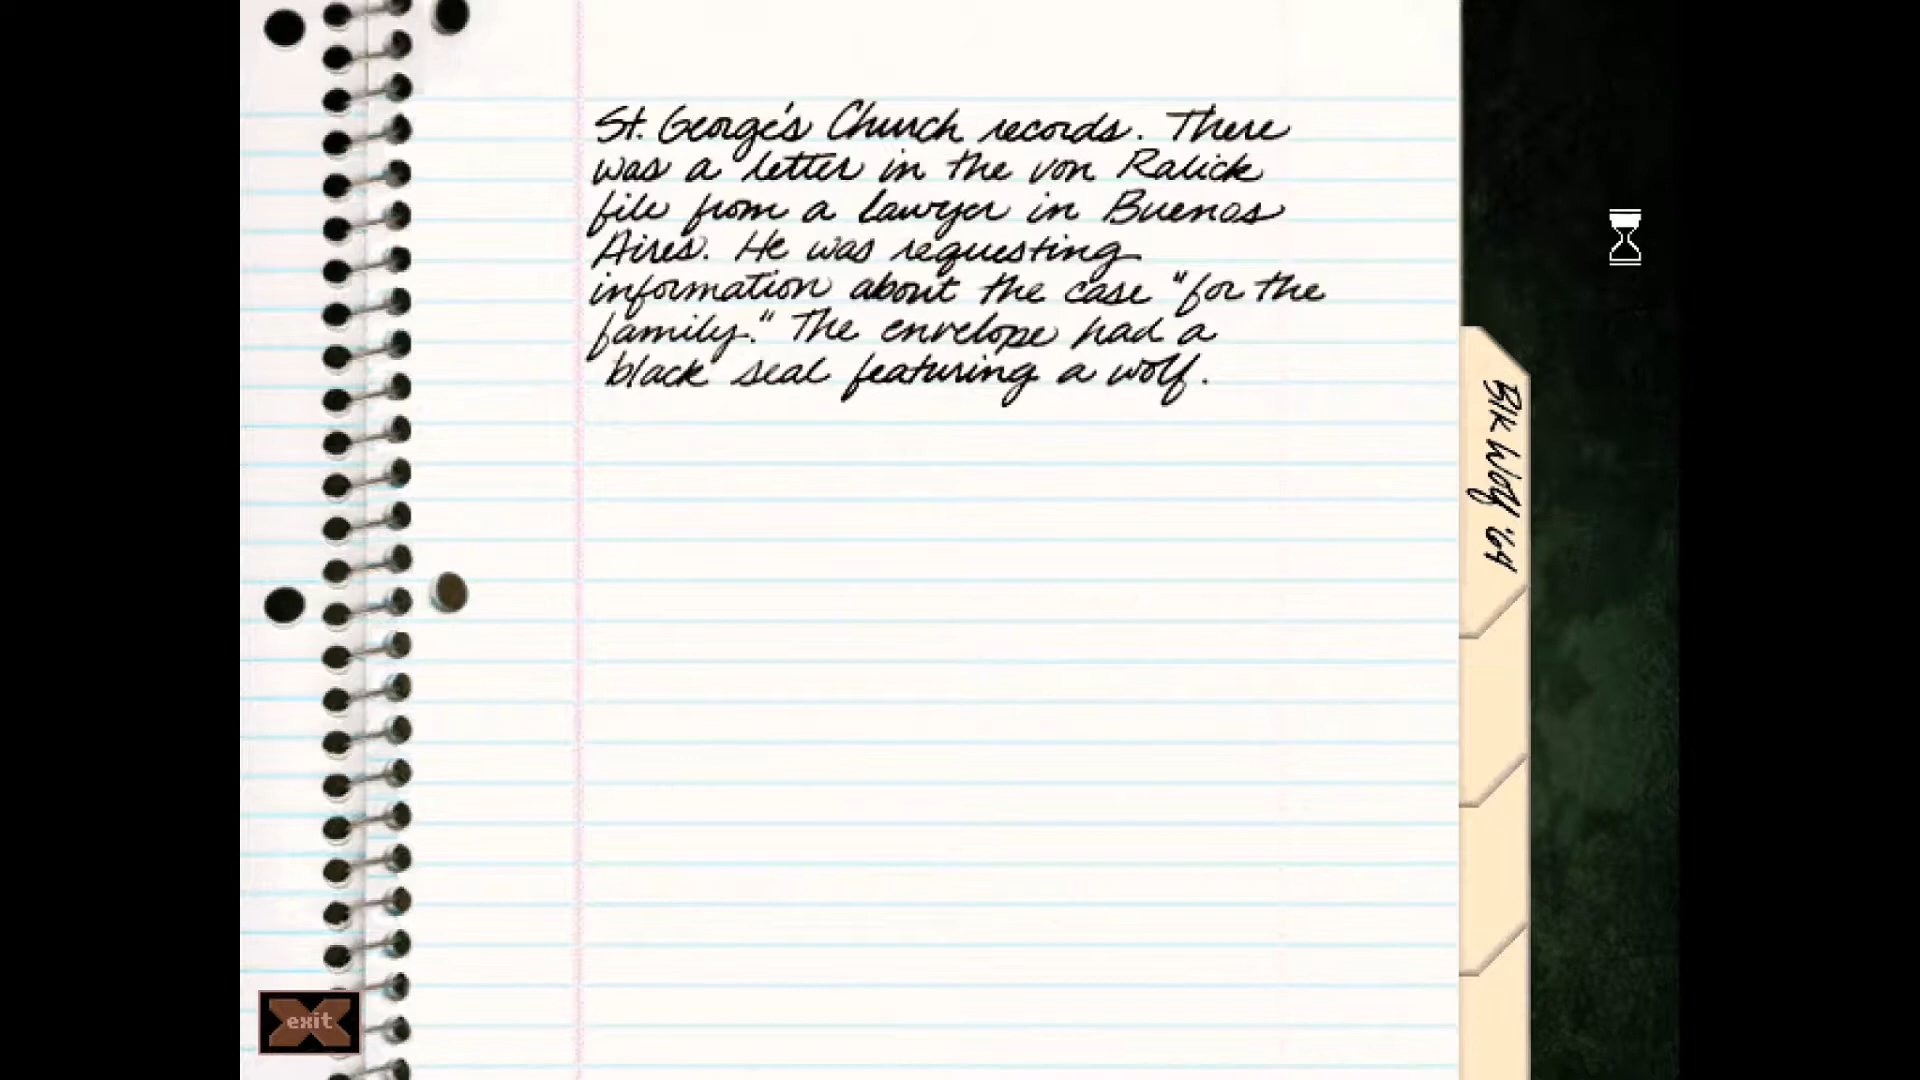 St. George's Church records. There
was a letter in the von Ralick
file from a lawyer in Buenos
Aires. He was requesting
information about the case "for the
family." The envelope had a
black seal featuring a wolf.
Blk Wolf '64
exit